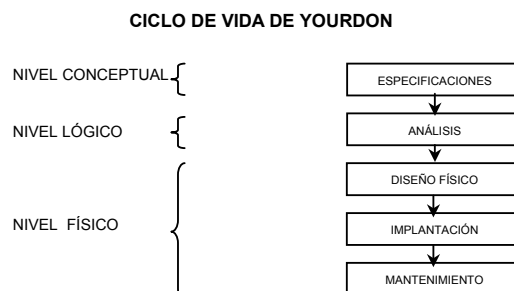 CICLO DE VIDA DE YOURDON
NIVEL CONCEPTUAL
ESPECIFICACIONES
NIVEL LÓGICO
ANÁLISIS
DISEÑO FÍSICO
NIVEL FÍSICO
IMPLANTACIÓN
MANTENIMIENTO